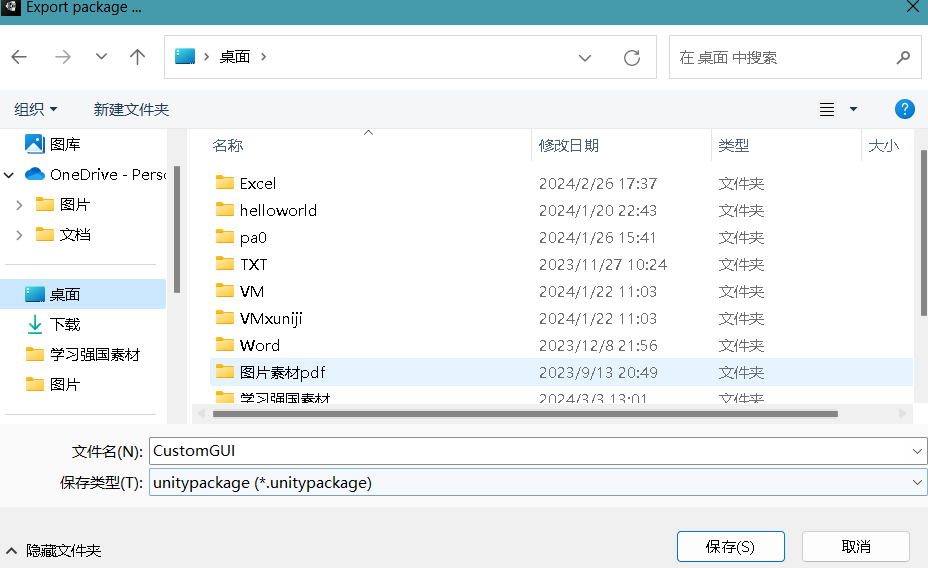 Export package ...
桌面
在 桌面 中搜索
组织 新建文件夹
图库
OneDrive - Perso
图片
文档
桌面
下载
学习强国素材
图片
名称 修改日期 类型 大小
Excel 2024/2/26 17:37 文件夹
helloworld 2024/1/20 22:43 文件夹
pa0 2024/1/26 15:41 文件夹
TXT 2023/11/27 10:24 文件夹
VM 2024/1/22 11:03 文件夹
VMxuniji 2024/1/22 11:03 文件夹
Word 2023/12/8 21:56 文件夹
图片素材pdf 2023/9/13 20:49 文件夹
学习强国素材 2024/3/3 13:01 文件夹
文件名(N): CustomGUI
保存类型(T): unitypackage (*.unitypackage)
隐藏文件夹 保存(S) 取消